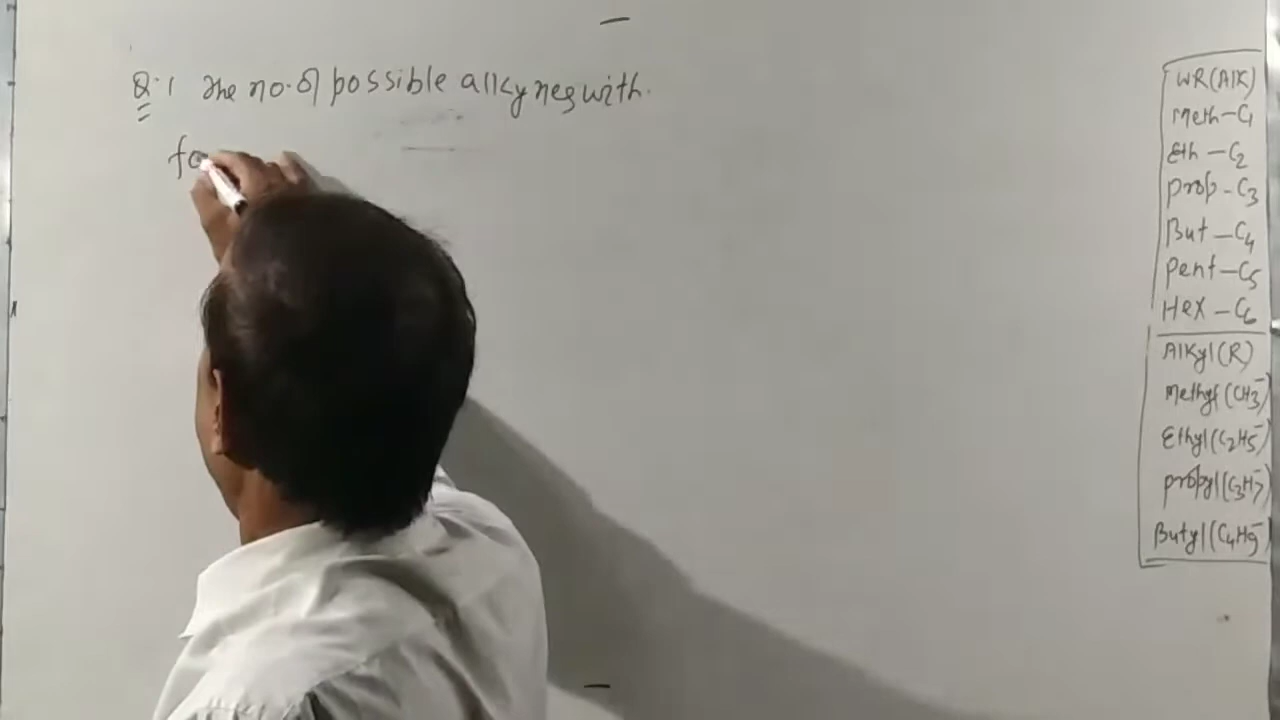 Q.1 The no. of possible alkynes with.
fo
WR(Alk)
Meth-C1
Eth-C2
Prop-C3
But-C4
Pent-C5
Hex-C6
Alkyl(R)
Methyl(CH3-)
Ethyl(C2H5-)
propyl(C3H7
Butyl(C4H9-